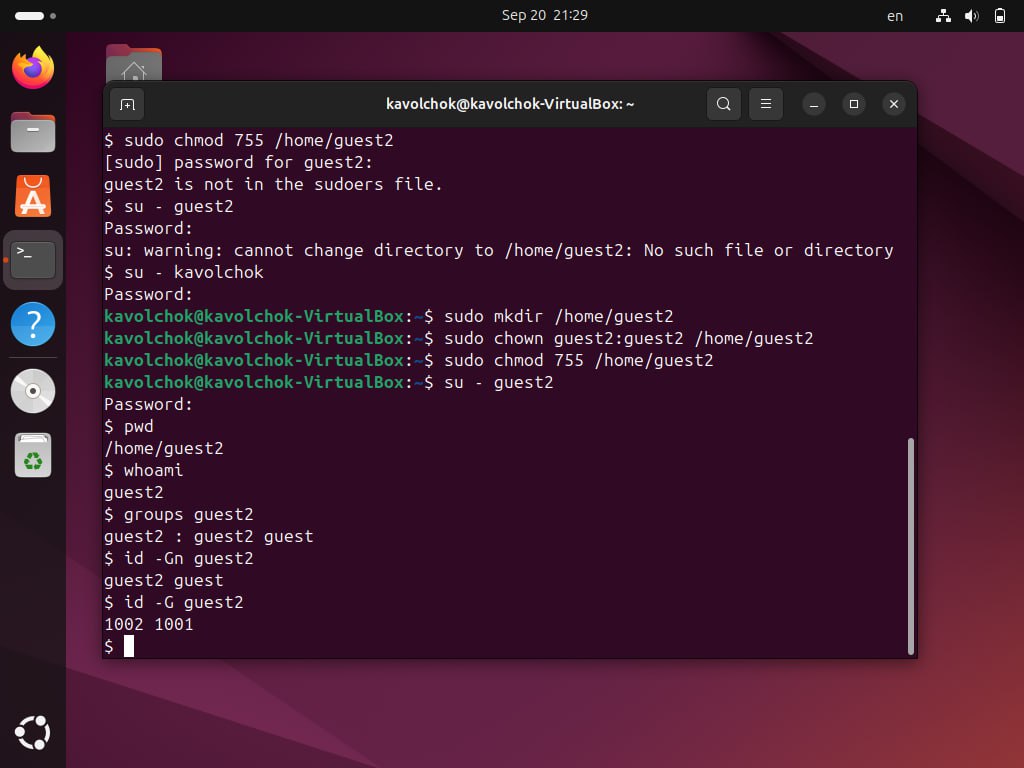 Sep 20 21:29
en
kavolchok@kavolchok-VirtualBox: ~
$ sudo chmod 755 /home/guest2
[sudo] password for guest2:
guest2 is not in the sudoers file.
$ su - guest2
Password:
su: warning: cannot change directory to /home/guest2: No such file or directory
$ su - kavolchok
Password:
kavolchok@kavolchok-VirtualBox:~$ sudo mkdir /home/guest2
kavolchok@kavolchok-VirtualBox:~$ sudo chown guest2:guest2 /home/guest2
kavolchok@kavolchok-VirtualBox:~$ sudo chmod 755 /home/guest2
kavolchok@kavolchok-VirtualBox:~$ su - guest2
Password:
$ pwd
/home/guest2
$ whoami
guest2
$ groups guest2
guest2 : guest2 guest
$ id -Gn guest2
guest2 guest
$ id -G guest2
1002 1001
$